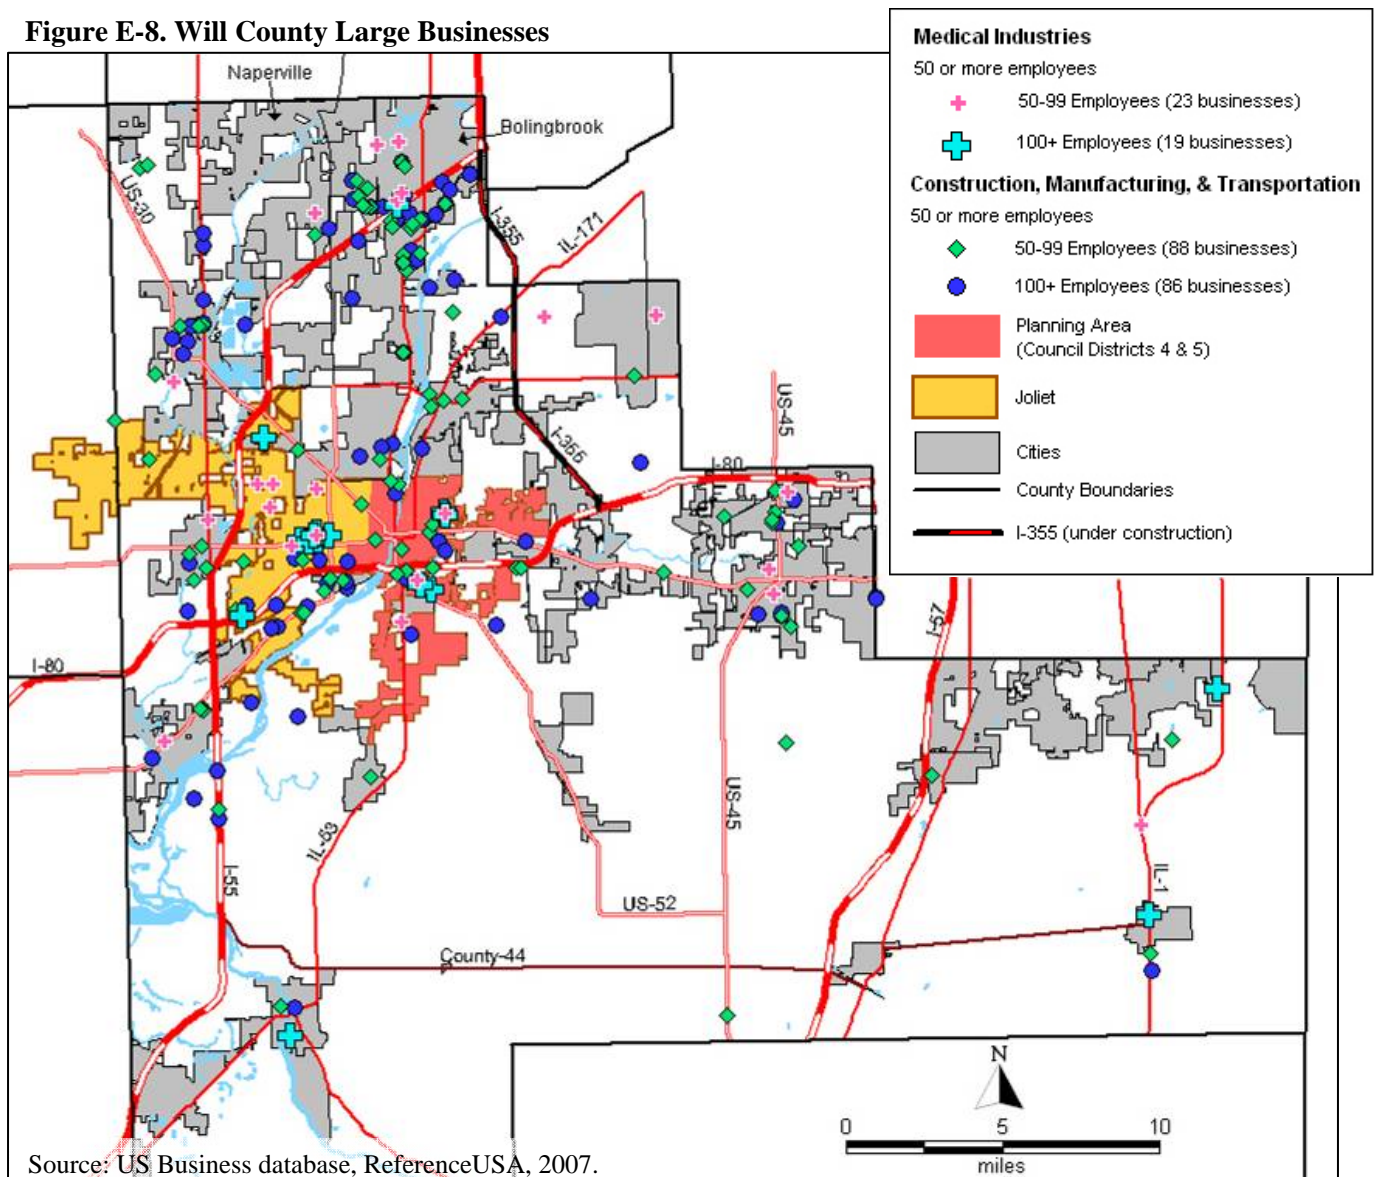 Figure E-8. Will County Large Businesses
Medical Industries
50 or more employees
50-99 Employees (23 businesses)
100+ Employees (19 businesses)
Construction, Manufacturing, & Transportation
50 or more employees
50-99 Employees (88 businesses)
100+ Employees (86 businesses)
Planning Area
(Council Districts 4 & 5)
Joliet
Cities
County Boundaries
I-355 (under construction)
Naperville
Bolingbrook
US-30
I-355
IL-171
US-45
I-355
I-80
I-80
I-57
US-45
IL-53
I-55
IL-1
US-52
County-44
N
0 5 10
miles
Source: US Business database, ReferenceUSA, 2007.